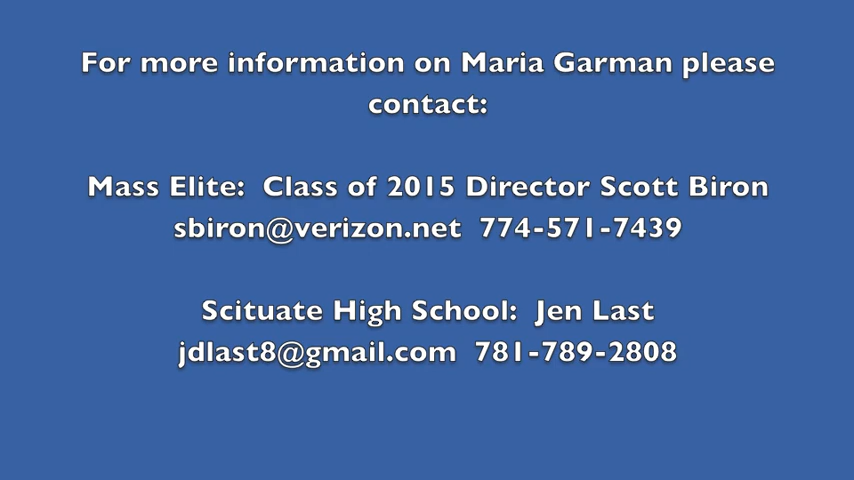 For more information on Maria Garman please
contact:
Mass Elite:  Class of 2015 Director Scott Biron
sbiron@verizon.net  774-571-7439
Scituate High School:  Jen Last
jdlast8@gmail.com  781-789-2808